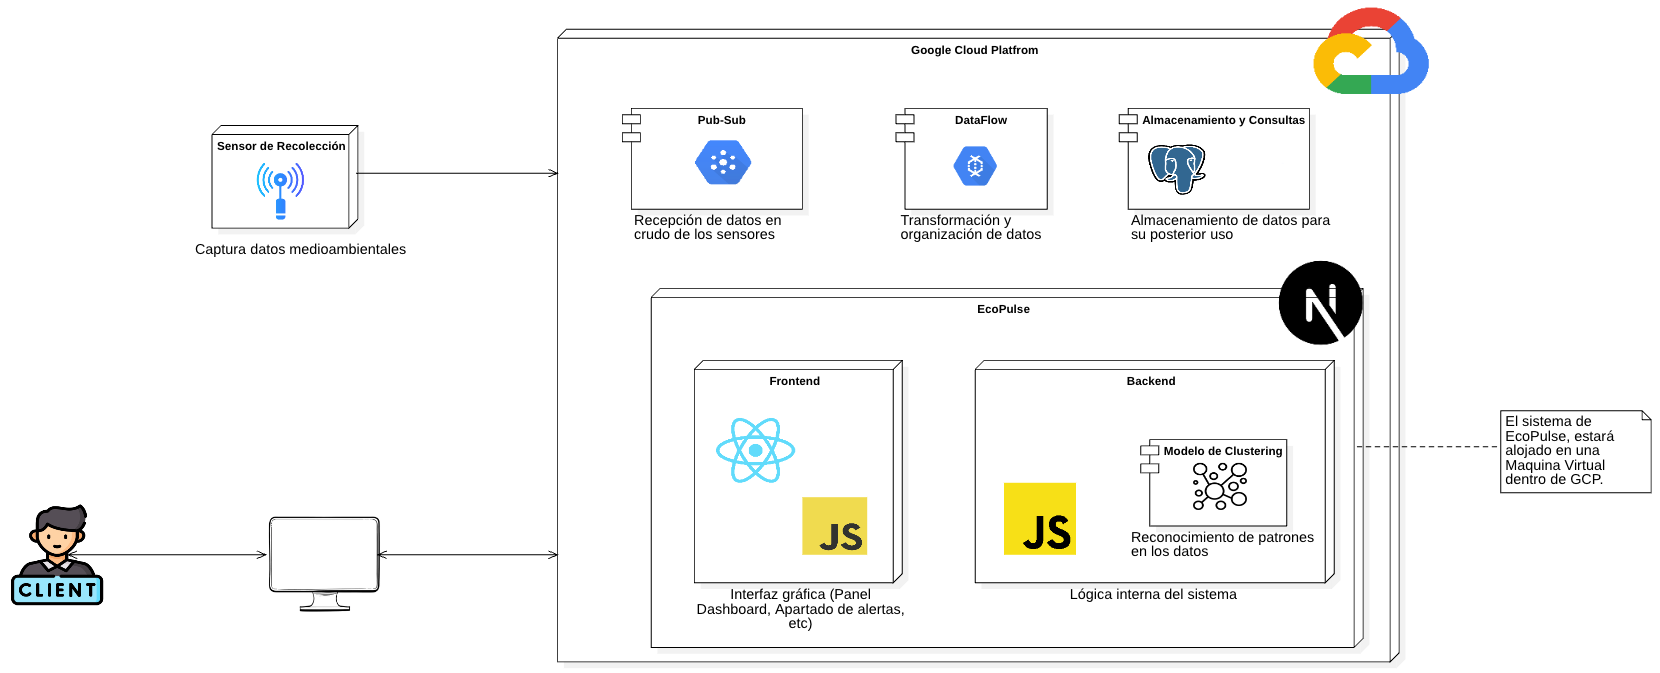 Google Cloud Platfrom
Pub-Sub
Recepción de datos en
crudo de los sensores
DataFlow
Transformación y
organización de datos
Almacenamiento y Consultas
Almacenamiento de datos para
su posterior uso
Sensor de Recolección
Captura datos medioambientales
EcoPulse
Frontend
JS
Interfaz gráfica (Panel
Dashboard, Apartado de alertas,
etc)
Backend
JS
Modelo de Clustering
Reconocimiento de patrones
en los datos
Lógica interna del sistema
El sistema de
EcoPulse, estará
alojado en una
Maquina Virtual
dentro de GCP.
CLIENT